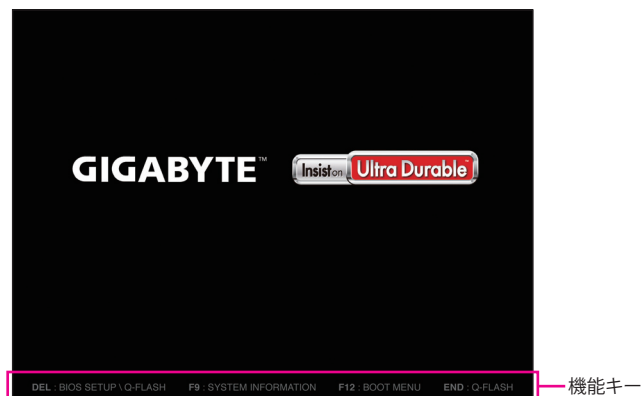 GIGABYTE™ Insist on Ultra Durable™
DEL : BIOS SETUP \ Q-FLASH F9 : SYSTEM INFORMATION F12 : BOOT MENU END : Q-FLASH
機能キー